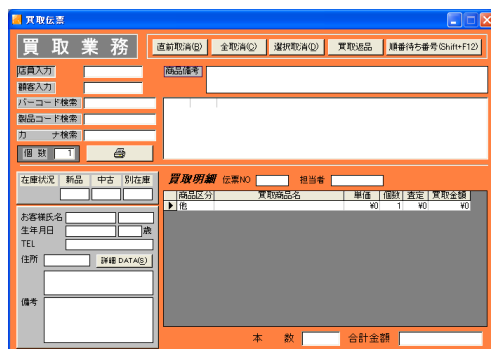 買取伝票
買 取 業 務
直前取消(B) 全取消(C) 選択取消(D) 買取返品 順番待ち番号(Shift+F12)
店員入力
商品備考
顧客入力
バーコード検索
製品コード検索
カ ナ検索
個 数 1
在庫状況 新品 中古 別在庫
買取明細 伝票NO 担当者
商品区分 買取商品名 単価 個数 査定 買取金額
他 ¥0 1 ¥0 ¥0
お客様氏名
生年月日 歳
TEL
住所 詳細 DATA(S)
備考
本 数 合計金額